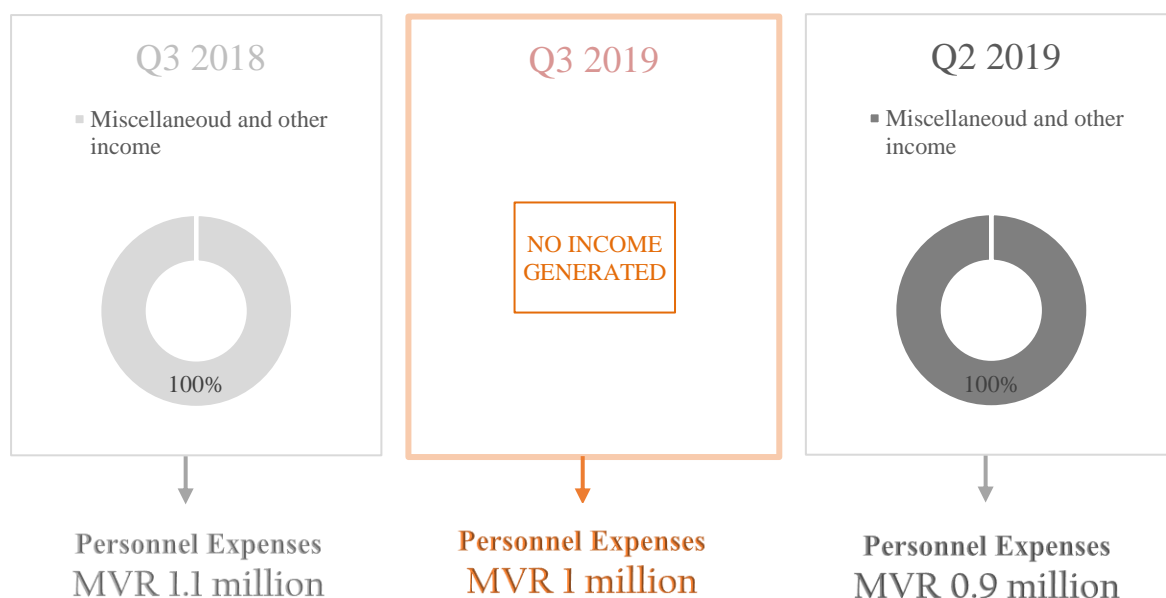 Q3 2018
Miscellaneoud and other
income
100%
Personnel Expenses
MVR 1.1 million
Q3 2019
NO INCOME
GENERATED
Personnel Expenses
MVR 1 million
Q2 2019
Miscellaneoud and other
income
100%
Personnel Expenses
MVR 0.9 million